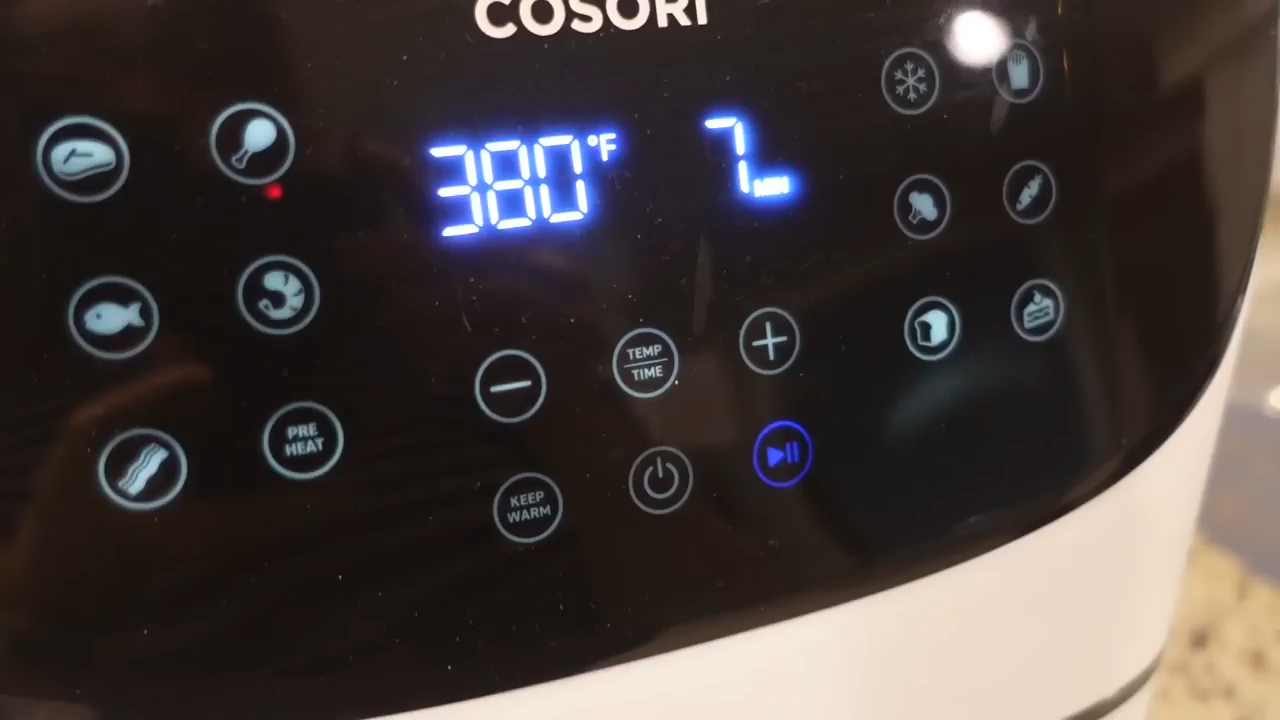 COSORI
380°F
7 MIN
TEMP
TIME
PRE
HEAT
KEEP
WARM